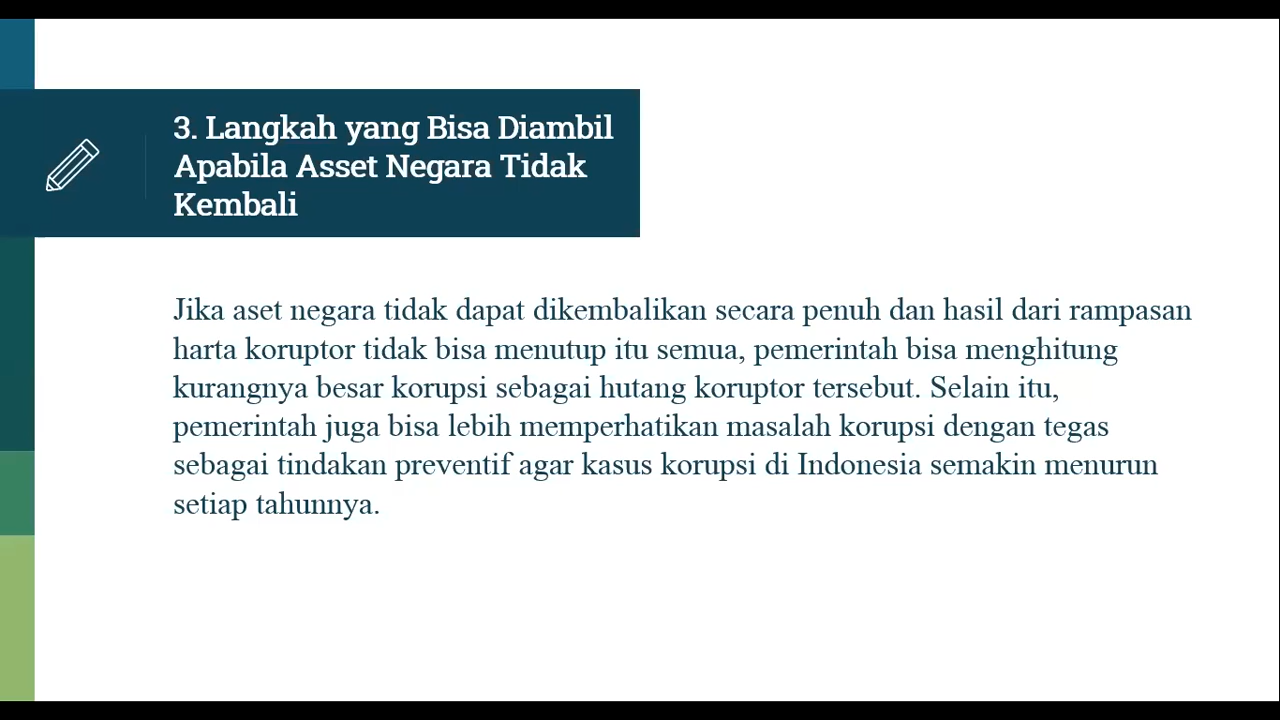 3. Langkah yang Bisa Diambil
Apabila Asset Negara Tidak
Kembali
Jika aset negara tidak dapat dikembalikan secara penuh dan hasil dari rampasan
harta koruptor tidak bisa menutup itu semua, pemerintah bisa menghitung
kurangnya besar korupsi sebagai hutang koruptor tersebut. Selain itu,
pemerintah juga bisa lebih memperhatikan masalah korupsi dengan tegas
sebagai tindakan preventif agar kasus korupsi di Indonesia semakin menurun
setiap tahunnya.